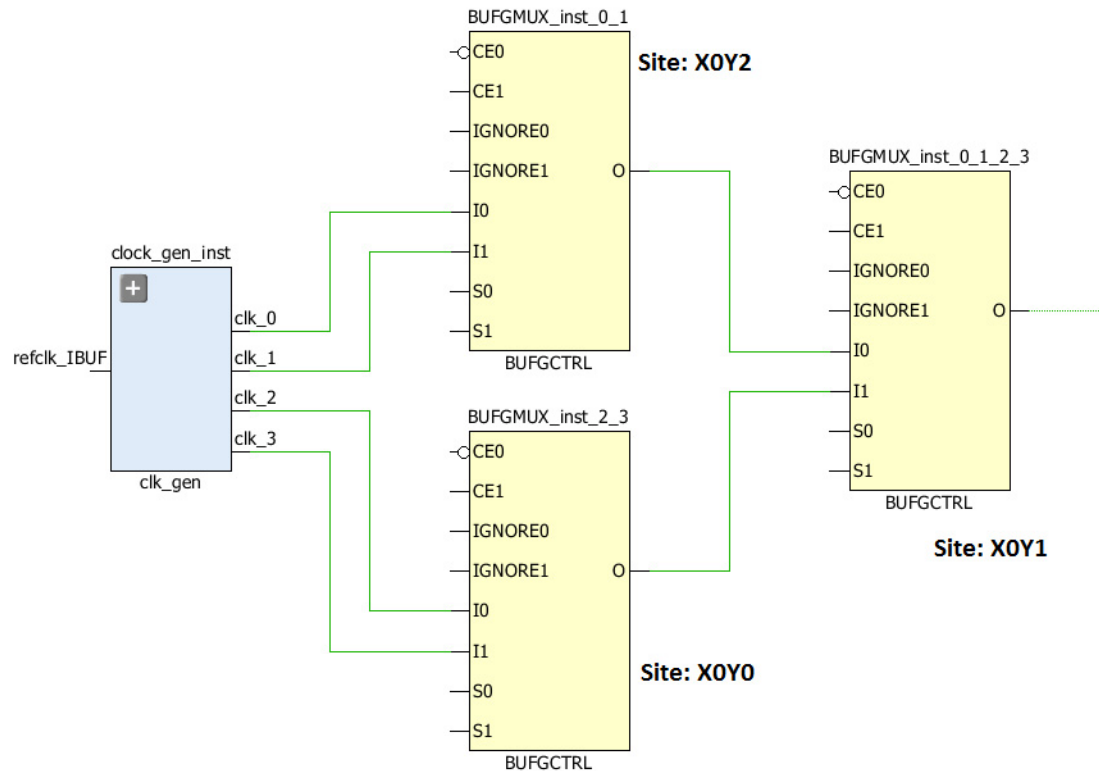 BUFGMUX_inst_0_1
CE0
CE1
IGNORE0
IGNORE1
O
I0
I1
S0
S1
BUFGCTRL
Site: X0Y2
BUFGMUX_inst_0_1_2_3
CE0
CE1
IGNORE0
IGNORE1
O
I0
I1
S0
S1
BUFGCTRL
Site: X0Y1
clock_gen_inst
+
clk_0
refclk_IBUF
clk_1
clk_2
clk_3
clk_gen
BUFGMUX_inst_2_3
CE0
CE1
IGNORE0
IGNORE1
O
I0
I1
S0
S1
BUFGCTRL
Site: X0Y0